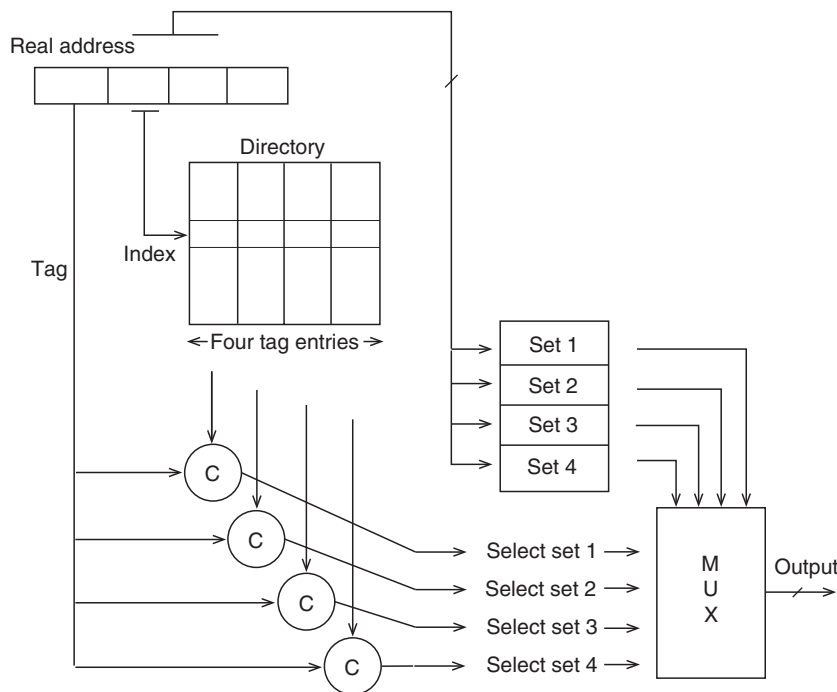 Real address
Directory
Index
Tag
Four tag entries
Set 1
Set 2
Set 3
Set 4
C
C
C
C
Select set 1
Select set 2
Select set 3
Select set 4
M
U
X
Output